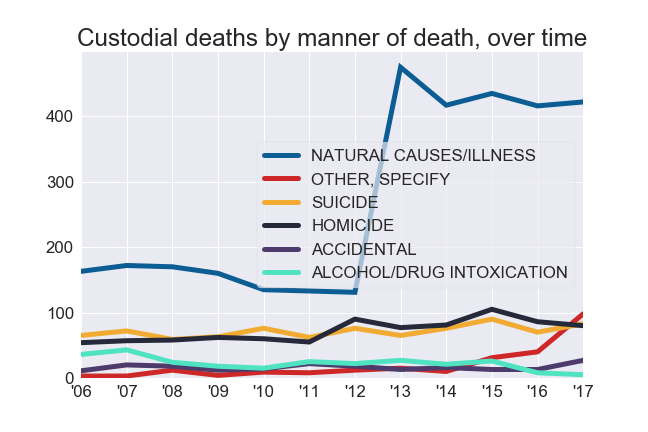 Custodial deaths by manner of death, over time
400
300
200
100
0
NATURAL CAUSES/ILLNESS
OTHER, SPECIFY
SUICIDE
HOMICIDE
ACCIDENTAL
ALCOHOL/DRUG INTOXICATION
'06 '07 '08 '09 '10 '11 '12 '13 '14 '15 '16 '17